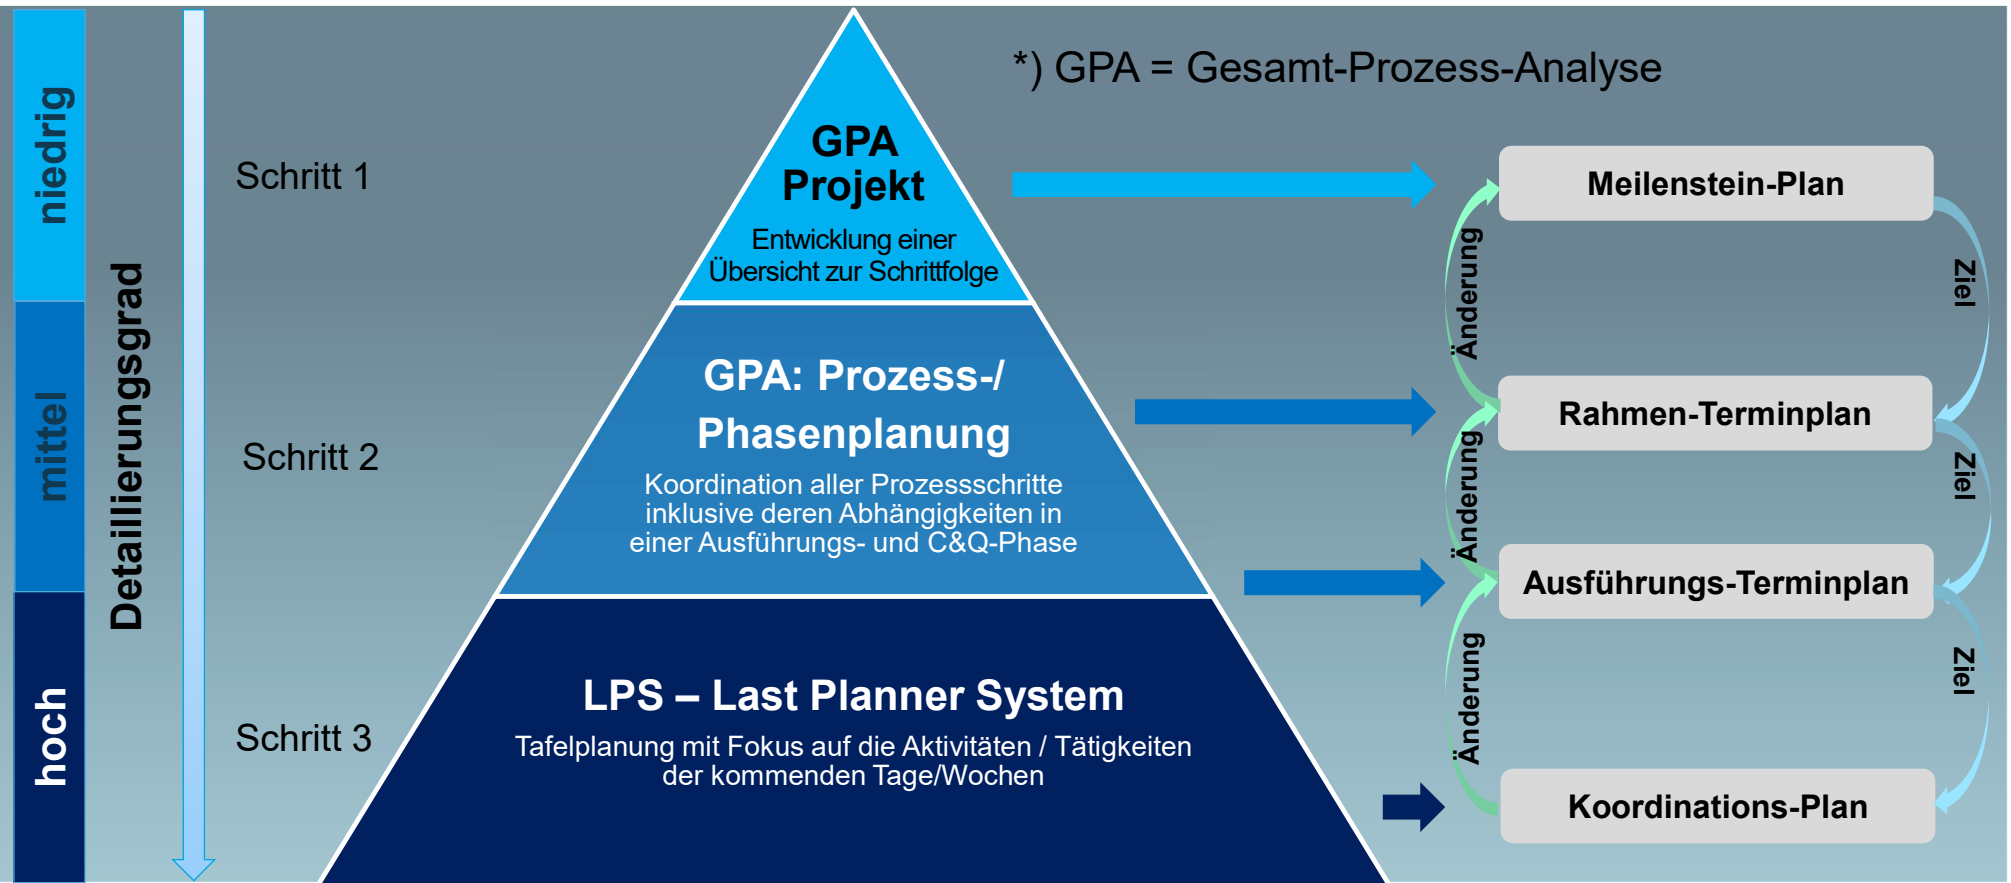 *) GPA = Gesamt-Prozess-Analyse
niedrig
mittel
hoch
Detaillierungsgrad
Schritt 1
GPA
Projekt
Entwicklung einer
Übersicht zur Schrittfolge
Schritt 2
GPA: Prozess-/
Phasenplanung
Koordination aller Prozessschritte
inklusive deren Abhängigkeiten in
einer Ausführungs- und C&Q-Phase
Schritt 3
LPS – Last Planner System
Tafelplanung mit Fokus auf die Aktivitäten / Tätigkeiten
der kommenden Tage/Wochen
Meilenstein-Plan
Änderung
Ziel
Rahmen-Terminplan
Änderung
Ziel
Ausführungs-Terminplan
Änderung
Ziel
Koordinations-Plan